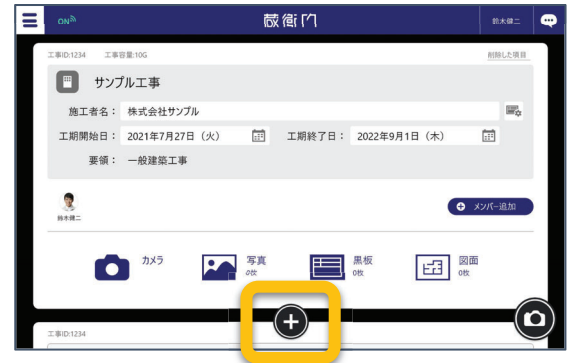 ON
蔵衛門
鈴木健二
工事ID:1234 工事容量:10G 削除した項目
サンプル工事
施工者名： 株式会社サンプル
工期開始日： 2021年7月27日（火） 工期終了日： 2022年9月1日（木）
要領： 一般建築工事
鈴木健二
メンバー追加
カメラ
写真
0枚
黒板
0枚
図面
0枚
工事ID:1234